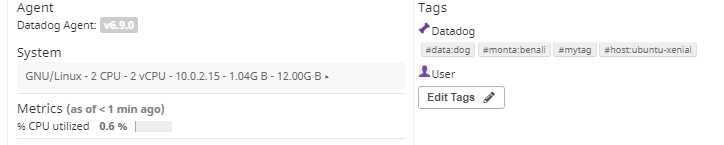 Agent
Datadog Agent: v6.9.0
System
GNU/Linux - 2 CPU - 2 vCPU - 10.0.2.15 - 1.04G B - 12.00G B ▸
Metrics (as of < 1 min ago)
% CPU utilized 0.6 %
Tags
Datadog
#data:dog #monta:benali #mytag #host:ubuntu-xenial
User
Edit Tags